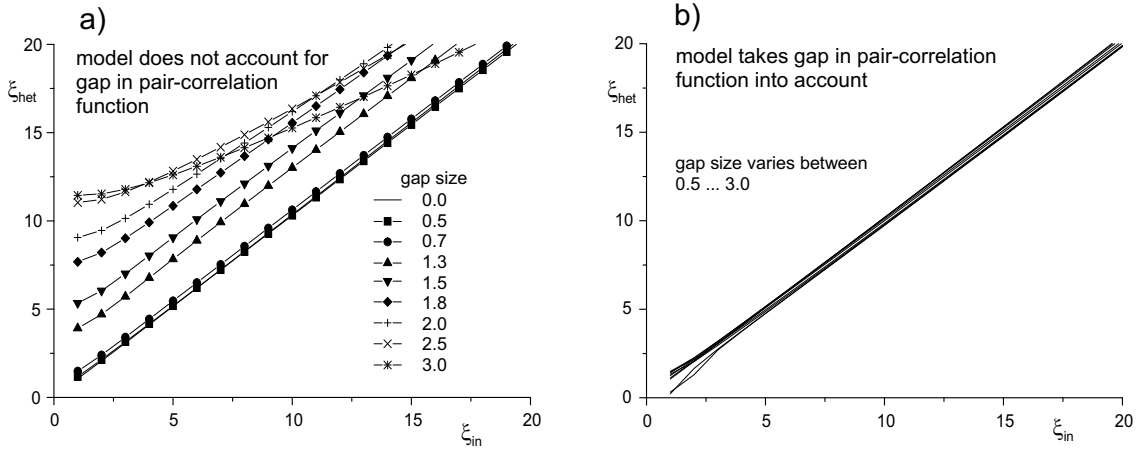 a)
model does not account for
gap in pair-correlation
function
ξhet
20
15
10
5
0
gap size
0.0
0.5
0.7
1.3
1.5
1.8
2.0
2.5
3.0
0 5 10 15 20
ξin
b)
model takes gap in pair-correlation
function into account
ξhet
20
15
10
5
0
gap size varies between
0.5 ... 3.0
0 5 10 15 20
ξin